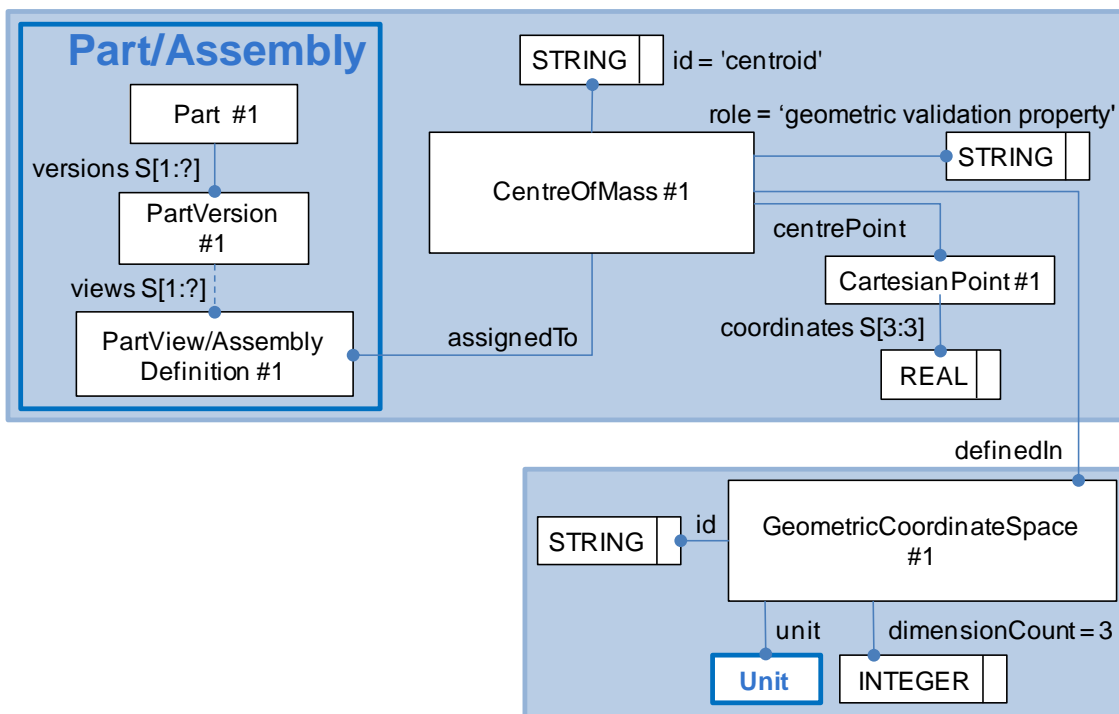 Part/Assembly
Part #1
versions S[1:?]
PartVersion
#1
views S[1:?]
PartView/Assembly
Definition #1
STRING
id = 'centroid'
role = ‘geometric validation property'
STRING
CentreOfMass #1
centrePoint
CartesianPoint #1
coordinates S[3:3]
REAL
assignedTo
definedIn
STRING
id
GeometricCoordinateSpace
#1
unit
dimensionCount = 3
Unit
INTEGER